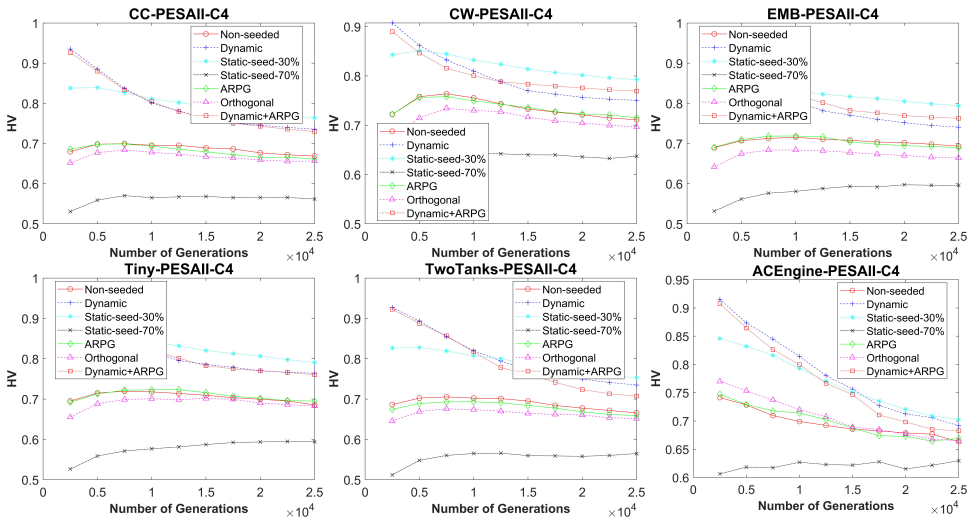 CC-PESAII-C4
HV
1
0.9
0.8
0.7
0.6
0.5
0 0.5 1 1.5 2 2.5
Number of Generations
×10⁴
Non-seeded
Dynamic
Static-seed-30%
Static-seed-70%
ARPG
Orthogonal
Dynamic+ARPG
CW-PESAII-C4
HV
0.9
0.8
0.7
0.6
0.5
0 0.5 1 1.5 2 2.5
Number of Generations
×10⁴
Non-seeded
Dynamic
Static-seed-30%
Static-seed-70%
ARPG
Orthogonal
Dynamic+ARPG
EMB-PESAII-C4
HV
1
0.9
0.8
0.7
0.6
0.5
0 0.5 1 1.5 2 2.5
Number of Generations
×10⁴
Non-seeded
Dynamic
Static-seed-30%
Static-seed-70%
ARPG
Orthogonal
Dynamic+ARPG
Tiny-PESAII-C4
HV
1
0.9
0.8
0.7
0.6
0.5
0 0.5 1 1.5 2 2.5
Number of Generations
×10⁴
Non-seeded
Dynamic
Static-seed-30%
Static-seed-70%
ARPG
Orthogonal
Dynamic+ARPG
TwoTanks-PESAII-C4
HV
1
0.9
0.8
0.7
0.6
0.5
0 0.5 1 1.5 2 2.5
Number of Generations
×10⁴
Non-seeded
Dynamic
Static-seed-30%
Static-seed-70%
ARPG
Orthogonal
Dynamic+ARPG
ACEngine-PESAII-C4
HV
0.95
0.9
0.85
0.8
0.75
0.7
0.65
0.6
0 0.5 1 1.5 2 2.5
Number of Generations
×10⁴
Non-seeded
Dynamic
Static-seed-30%
Static-seed-70%
ARPG
Orthogonal
Dynamic+ARPG